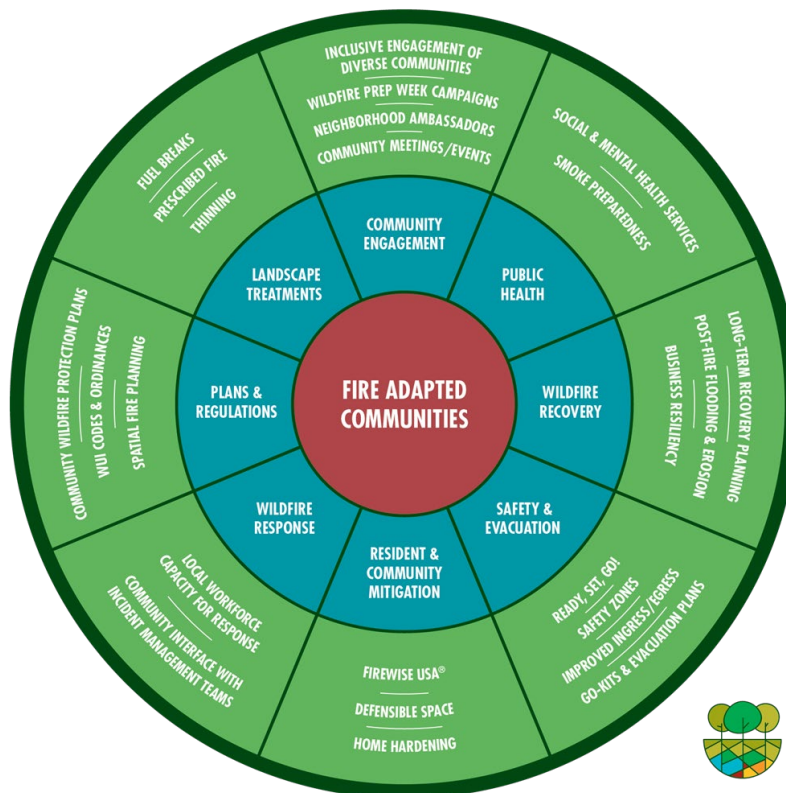 FIRE ADAPTED
COMMUNITIES
COMMUNITY
ENGAGEMENT
INCLUSIVE ENGAGEMENT OF
DIVERSE COMMUNITIES
WILDFIRE PREP WEEK CAMPAIGNS
NEIGHBORHOOD AMBASSADORS
COMMUNITY MEETINGS/EVENTS
PUBLIC
HEALTH
SOCIAL & MENTAL HEALTH SERVICES
SMOKE PREPAREDNESS
WILDFIRE
RECOVERY
LONG-TERM RECOVERY PLANNING
POST-FIRE FLOODING & EROSION
BUSINESS RESILIENCY
SAFETY &
EVACUATION
READY, SET, GO!
SAFETY ZONES
IMPROVED INGRESS/EGRESS
GO-KITS & EVACUATION PLANS
RESIDENT &
COMMUNITY
MITIGATION
FIREWISE USA®
DEFENSIBLE SPACE
HOME HARDENING
WILDFIRE
RESPONSE
LOCAL WORKFORCE
CAPACITY FOR RESPONSE
COMMUNITY INTERFACE WITH
INCIDENT MANAGEMENT TEAMS
PLANS &
REGULATIONS
COMMUNITY WILDFIRE PROTECTION PLANS
WUI CODES & ORDINANCES
SPATIAL FIRE PLANNING
LANDSCAPE
TREATMENTS
FUEL BREAKS
PRESCRIBED FIRE
THINNING